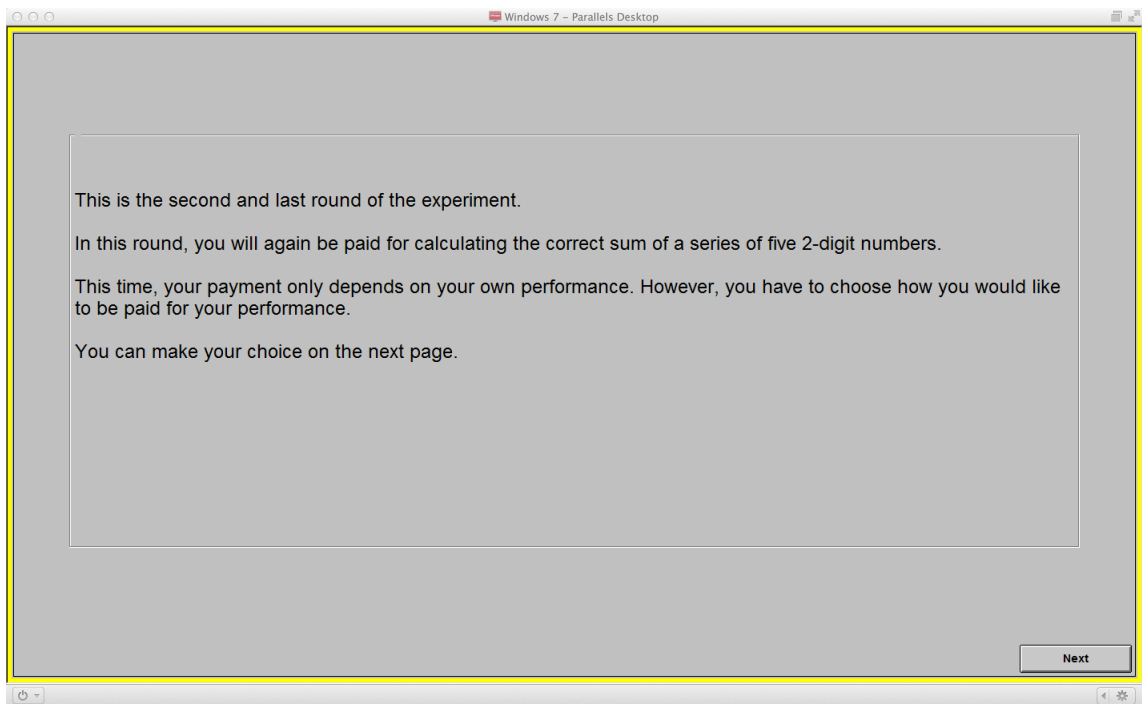 Windows 7 – Parallels Desktop
This is the second and last round of the experiment.
In this round, you will again be paid for calculating the correct sum of a series of five 2-digit numbers.
This time, your payment only depends on your own performance. However, you have to choose how you would like
to be paid for your performance.
You can make your choice on the next page.
Next